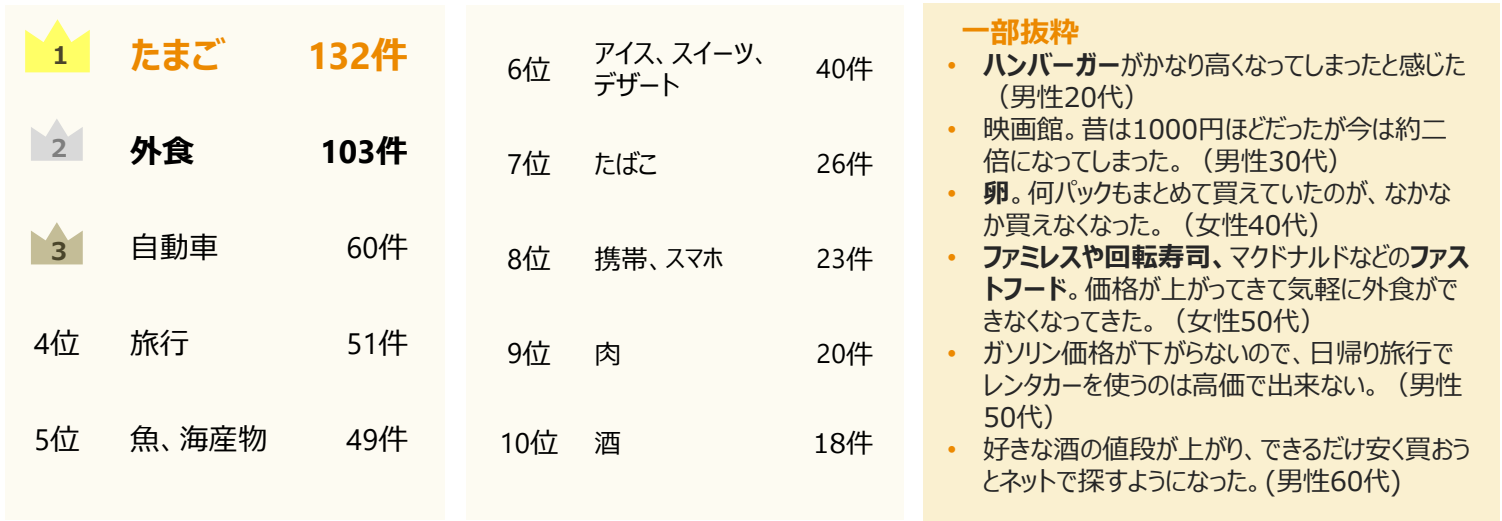 1 たまご 132件
2 外食 103件
3 自動車 60件
4位 旅行 51件
5位 魚、海産物 49件
6位 アイス、スイーツ、
デザート 40件
7位 たばこ 26件
8位 携帯、スマホ 23件
9位 肉 20件
10位 酒 18件
一部抜粋
• ハンバーガーがかなり高くなってしまったと感じた
（男性20代）
• 映画館。昔は1000円ほどだったが今は約二
倍になってしまった。（男性30代）
• 卵。何パックもまとめて買えていたのが、なかな
か買えなくなった。（女性40代）
• ファミレスや回転寿司、マクドナルドなどのファス
トフード。価格が上がってきて気軽に外食がで
きなくなってきた。（女性50代）
• ガソリン価格が下がらないので、日帰り旅行で
レンタカーを使うのは高価で出来ない。（男性
50代）
• 好きな酒の値段が上がり、できるだけ安く買おう
とネットで探すようになった。(男性60代)